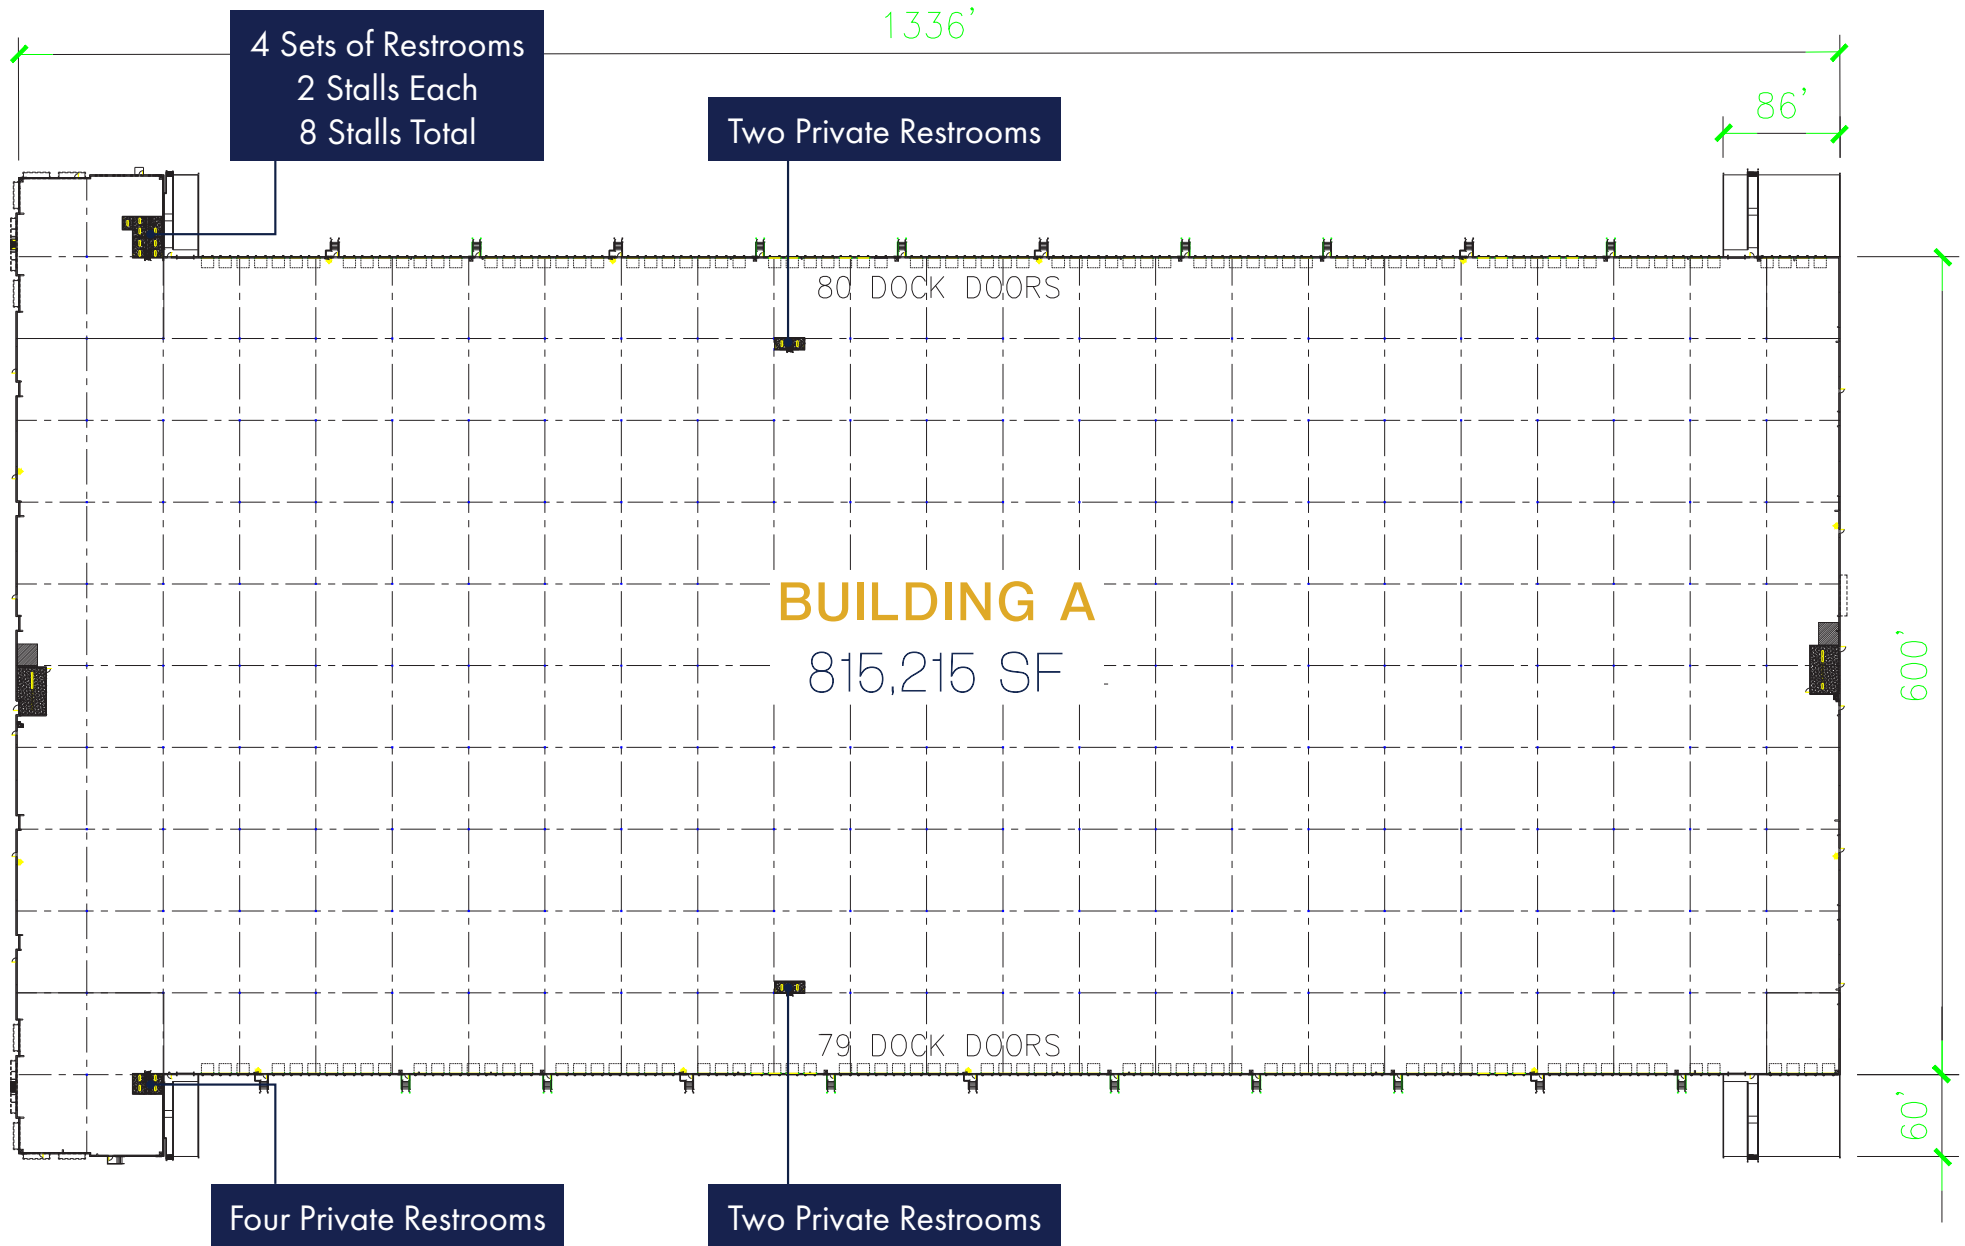 1336'
4 Sets of Restrooms
2 Stalls Each
8 Stalls Total
86'
Two Private Restrooms
80 DOCK DOORS
BUILDING A
815,215 SF
600'
79 DOCK DOORS
60'
Four Private Restrooms
Two Private Restrooms